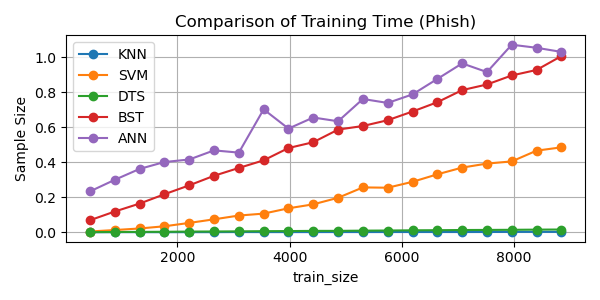 Comparison of Training Time (Phish)
KNN
SVM
DTS
BST
ANN
Sample Size
1.0
0.8
0.6
0.4
0.2
0.0
2000 4000 6000 8000
train_size